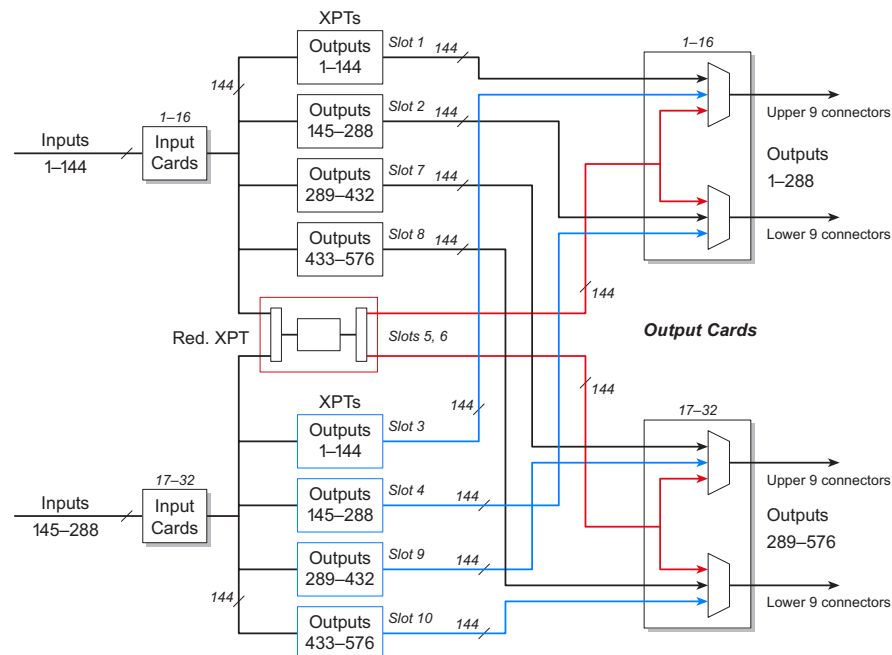 XPTs
Outputs
1–144
Slot 1
144
1–16
144
Outputs
145–288
Slot 2
144
Upper 9 connectors
1–16
Inputs
1–144
Input
Cards
Outputs
1–288
Outputs
289–432
Slot 7
144
Outputs
433–576
Slot 8
144
Lower 9 connectors
144
Red. XPT
Slots 5, 6
Output Cards
144
XPTs
Outputs
1–144
Slot 3
144
17–32
17–32
Inputs
145–288
Input
Cards
Outputs
145–288
Slot 4
144
Upper 9 connectors
Outputs
289–576
Outputs
289–432
Slot 9
144
144
Outputs
433–576
Slot 10
144
Lower 9 connectors